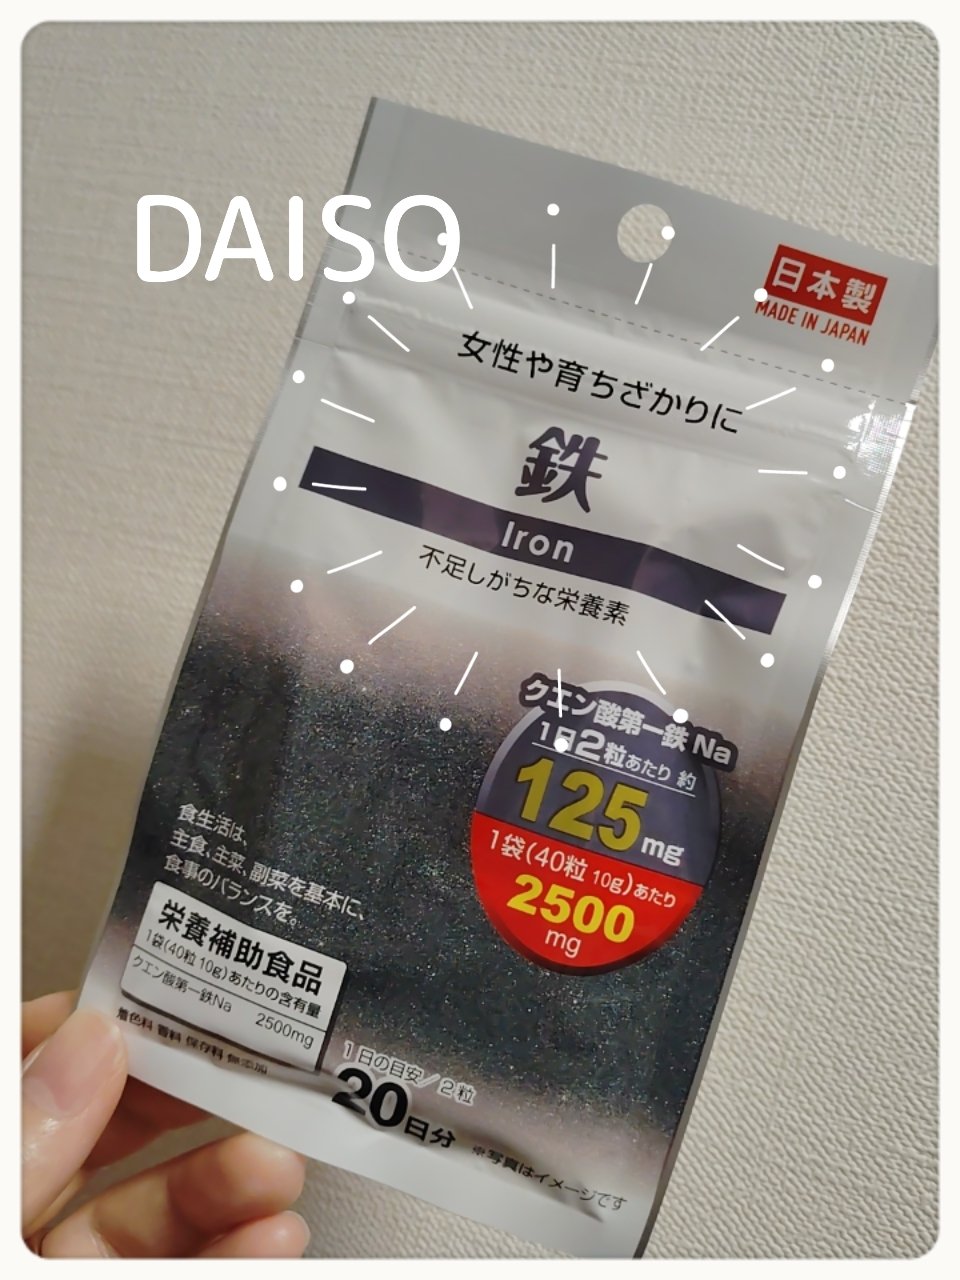 DAISO
日本製
MADE IN JAPAN
女性や育ちざかりに
鉄
Iron
不足しがちな栄養素
クエン酸第一鉄Na
1日2粒あたり 約
125mg
1袋(40粒 10g)あたり
2500
mg
食生活は、
主食、主菜、副菜を基本に、
食事のバランスを。
栄養補助食品
1袋(40粒 10g)あたりの含有量
クエン酸第一鉄Na 2500mg
着色料 香料 保存料 無添加
1日の目安/2粒
20日分
※写真はイメージです